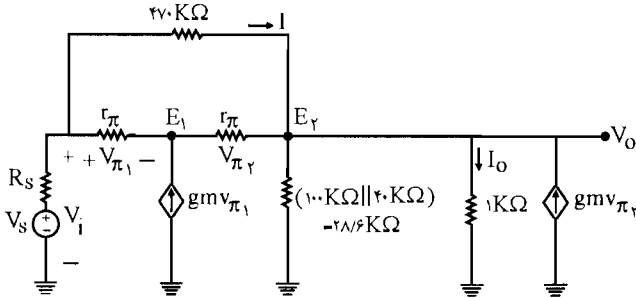 ۴۷۰KΩ
I
rπ
E۱
rπ
E۲
Vo
+ + Vπ۱ −
Vπ۲
Io
Rs
gmvπ۱
(۱۰۰KΩ||۴۰KΩ)
-۲۸/۶KΩ
۱KΩ
gmvπ۲
Vs
+
−
Vi
−